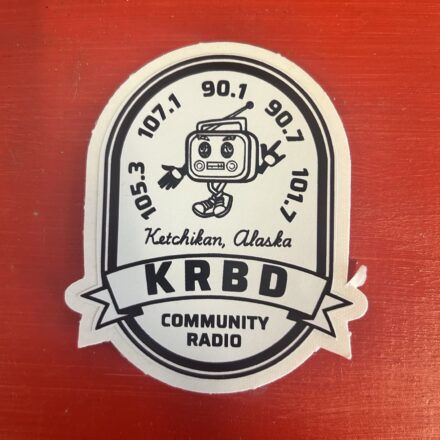 105.3 107.1 90.1 90.7 101.7
Ketchikan, Alaska
KRBD
COMMUNITY
RADIO